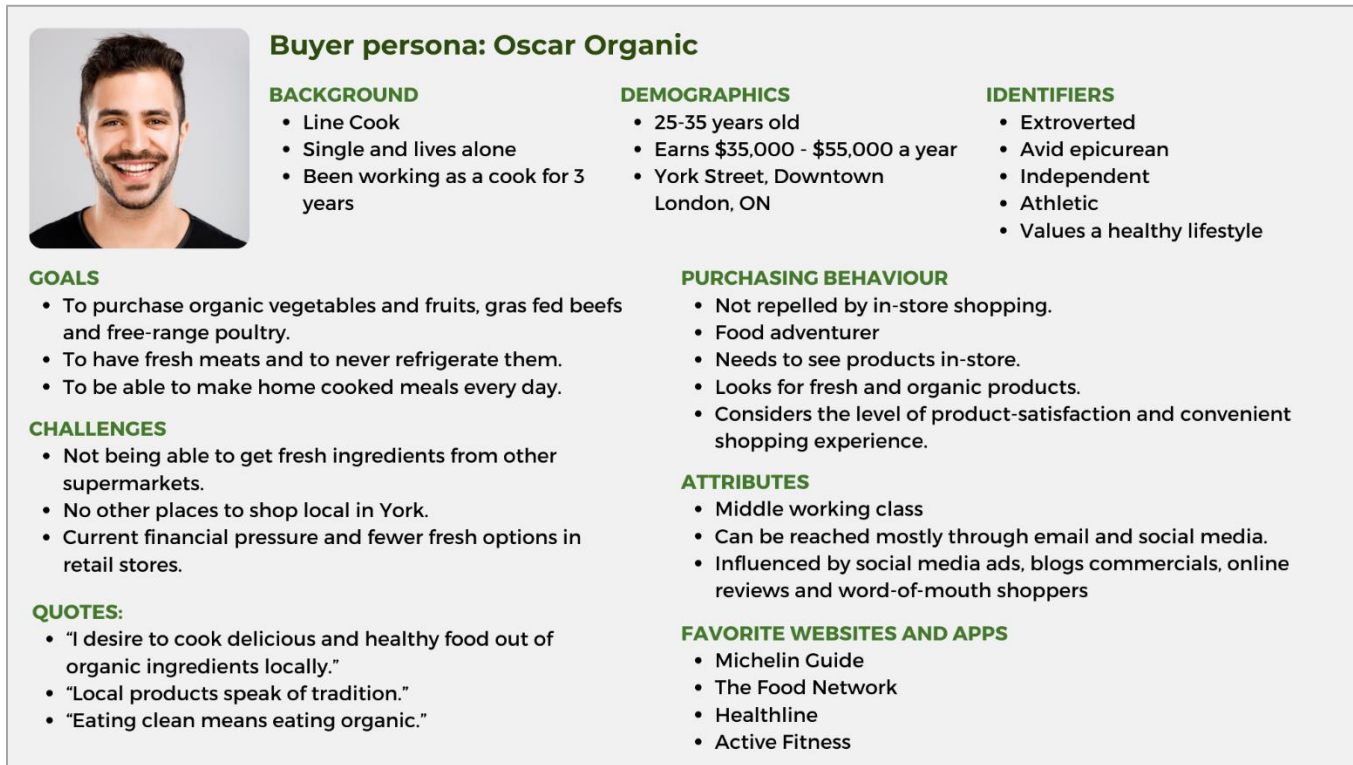 Buyer persona: Oscar Organic
BACKGROUND
• Line Cook
• Single and lives alone
• Been working as a cook for 3
years
DEMOGRAPHICS
• 25-35 years old
• Earns $35,000 - $55,000 a year
• York Street, Downtown
London, ON
IDENTIFIERS
• Extroverted
• Avid epicurean
• Independent
• Athletic
• Values a healthy lifestyle
GOALS
• To purchase organic vegetables and fruits, gras fed beefs
and free-range poultry.
• To have fresh meats and to never refrigerate them.
• To be able to make home cooked meals every day.
CHALLENGES
• Not being able to get fresh ingredients from other
supermarkets.
• No other places to shop local in York.
• Current financial pressure and fewer fresh options in
retail stores.
QUOTES:
• “I desire to cook delicious and healthy food out of
organic ingredients locally.”
• “Local products speak of tradition.”
• “Eating clean means eating organic.”
PURCHASING BEHAVIOUR
• Not repelled by in-store shopping.
• Food adventurer
• Needs to see products in-store.
• Looks for fresh and organic products.
• Considers the level of product-satisfaction and convenient
shopping experience.
ATTRIBUTES
• Middle working class
• Can be reached mostly through email and social media.
• Influenced by social media ads, blogs commercials, online
reviews and word-of-mouth shoppers
FAVORITE WEBSITES AND APPS
• Michelin Guide
• The Food Network
• Healthline
• Active Fitness